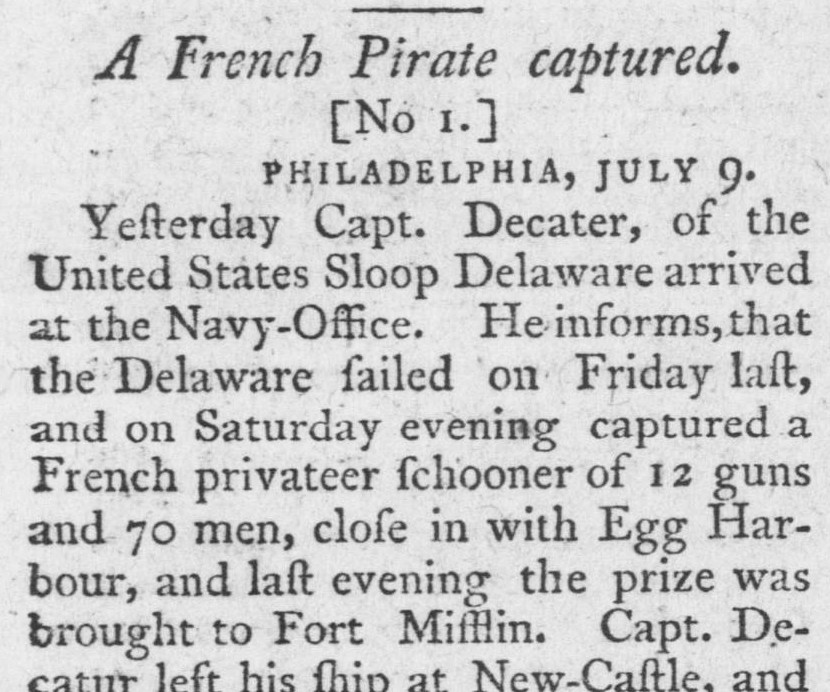 A French Pirate captured.
[No 1.]
PHILADELPHIA, JULY 9.
Yeſterday Capt. Decater, of the
United States Sloop Delaware arrived
at the Navy-Office. He informs, that
the Delaware ſailed on Friday laſt,
and on Saturday evening captured a
French privateer ſchooner of 12 guns
and 70 men, cloſe in with Egg Har-
bour, and laſt evening the prize was
brought to Fort Mifflin. Capt. De-
catur left his ſhip at New-Caſtle, and